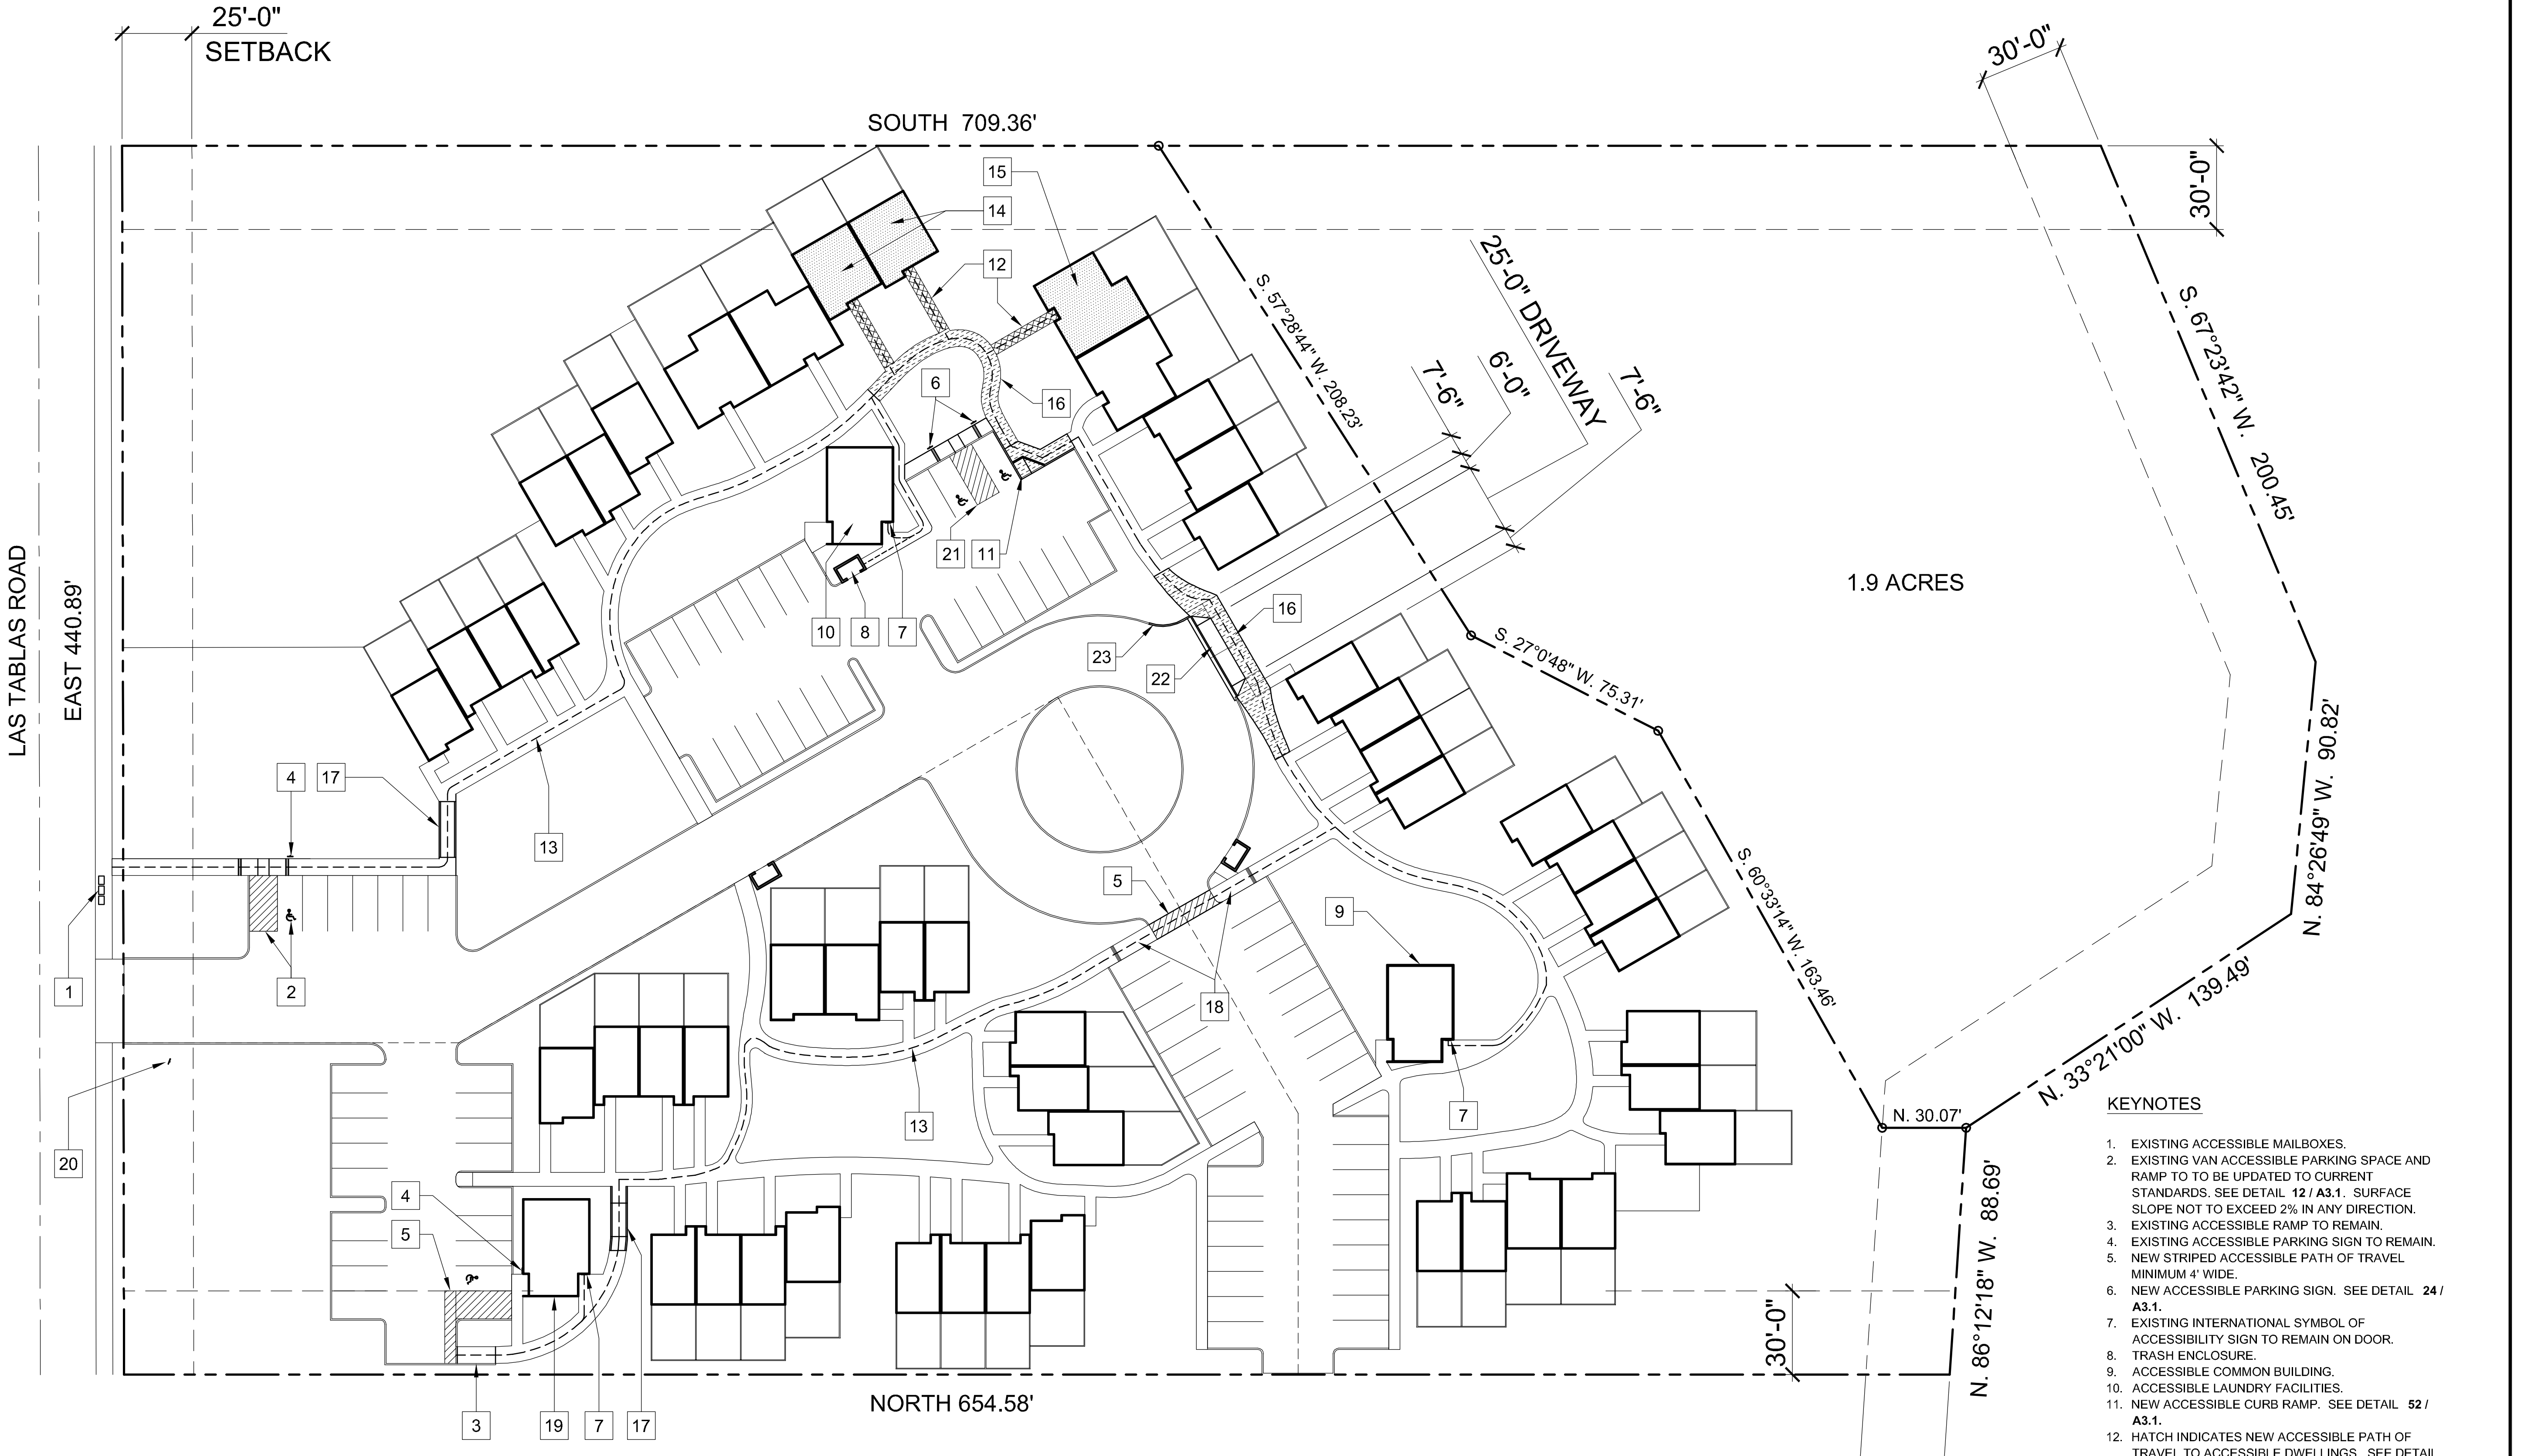 25'-0"
SETBACK
30'-0"
SOUTH  709.36'
30'-0"
15
14
12
6
16
S. 57°28'44" W. 208.23'
25'-0" DRIVEWAY
7'-6"
6'-0"
7'-6"
S. 67°23'42" W.  200.45'
LAS TABLAS ROAD
EAST 440.89'
21
11
10
8
7
1.9 ACRES
16
23
22
S. 27°0'48" W. 75.31'
N. 84°26'49" W.  90.82'
4
17
13
5
9
S. 60°33'14" W. 163.46'
1
2
18
N. 33°21'00" W.  139.49'
13
7
N. 30.07'
20
4
5
N. 86°12'18" W.  88.69'
30'-0"
NORTH 654.58'
3
19
7
17
KEYNOTES
1. EXISTING ACCESSIBLE MAILBOXES.
2. EXISTING VAN ACCESSIBLE PARKING SPACE AND
RAMP TO TO BE UPDATED TO CURRENT
STANDARDS. SEE DETAIL 12 / A3.1. SURFACE
SLOPE NOT TO EXCEED 2% IN ANY DIRECTION.
3. EXISTING ACCESSIBLE RAMP TO REMAIN.
4. EXISTING ACCESSIBLE PARKING SIGN TO REMAIN.
5. NEW STRIPED ACCESSIBLE PATH OF TRAVEL
MINIMUM 4' WIDE.
6. NEW ACCESSIBLE PARKING SIGN. SEE DETAIL 24 /
A3.1.
7. EXISTING INTERNATIONAL SYMBOL OF
ACCESSIBILITY SIGN TO REMAIN ON DOOR.
8. TRASH ENCLOSURE.
9. ACCESSIBLE COMMON BUILDING.
10. ACCESSIBLE LAUNDRY FACILITIES.
11. NEW ACCESSIBLE CURB RAMP. SEE DETAIL 52 /
A3.1.
12. HATCH INDICATES NEW ACCESSIBLE PATH OF
TRAVEL TO ACCESSIBLE DWELLINGS. SEE DETAIL